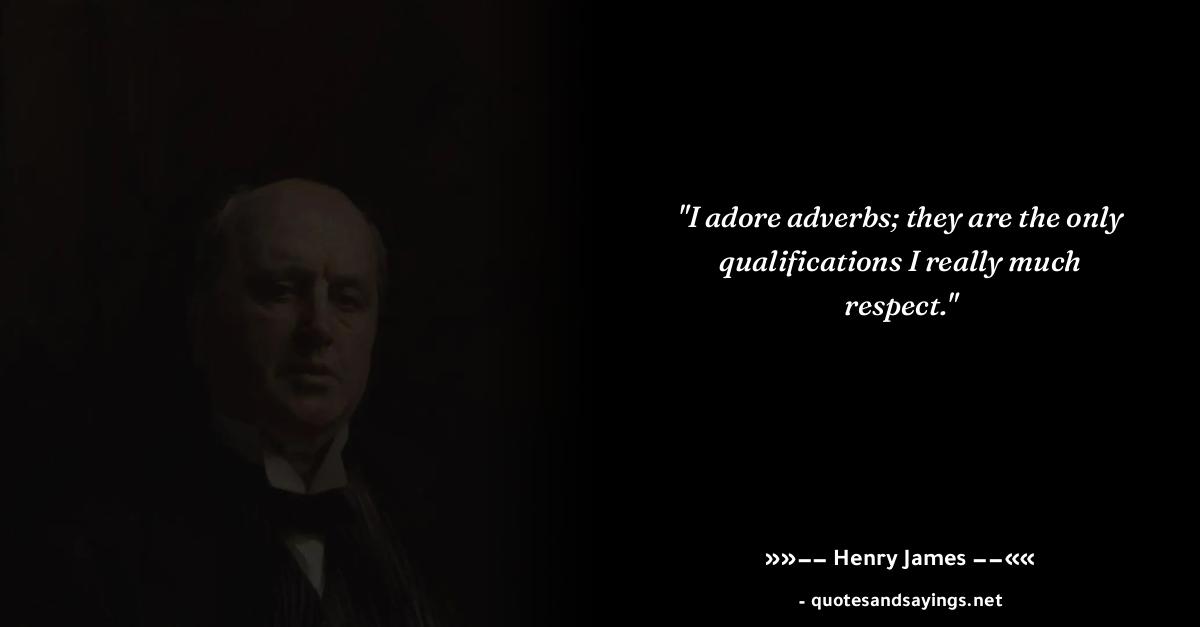 "I adore adverbs; they are the only
qualifications I really much
respect."
»»−− Henry James −−««
- quotesandsayings.net